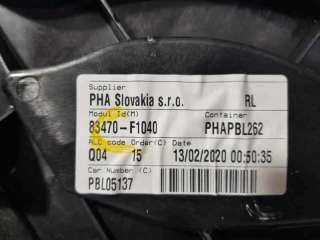 Supplier
PHA Slovakia s.r.o. RL
Modul Id(M) Container
83470-F1040 PHAPBL262
ALC code Order(C) Date
Q04 15 13/02/2020 00:50:35
Car Number (C)
PBL05137